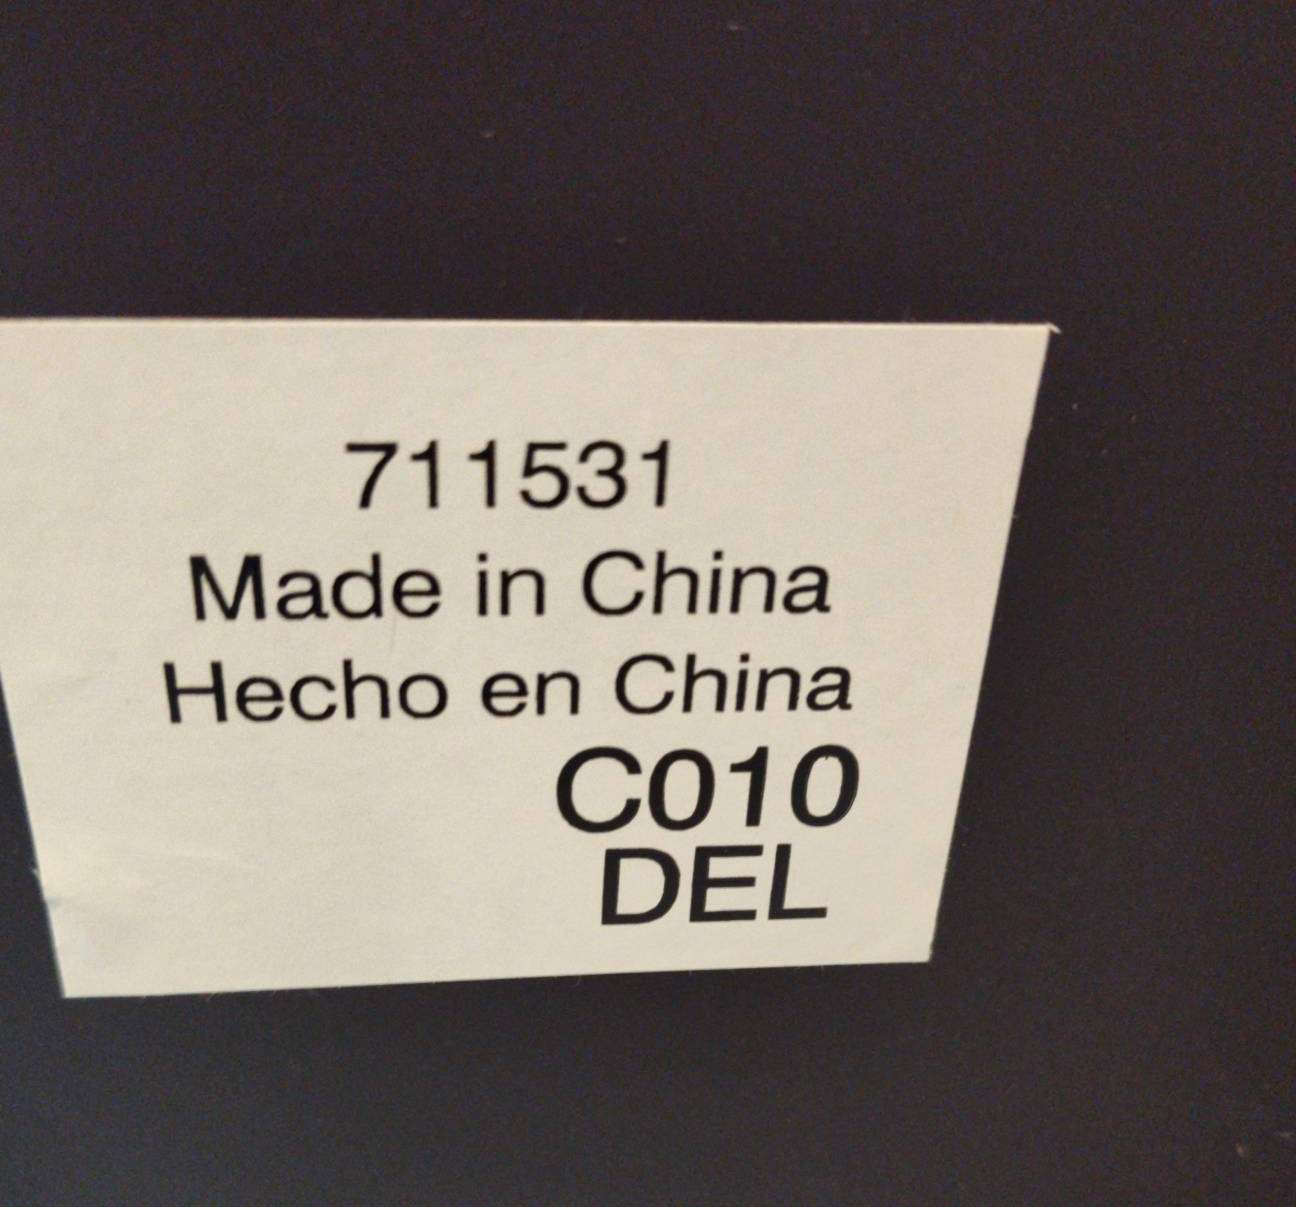 711531
Made in China
Hecho en China
C010
DEL